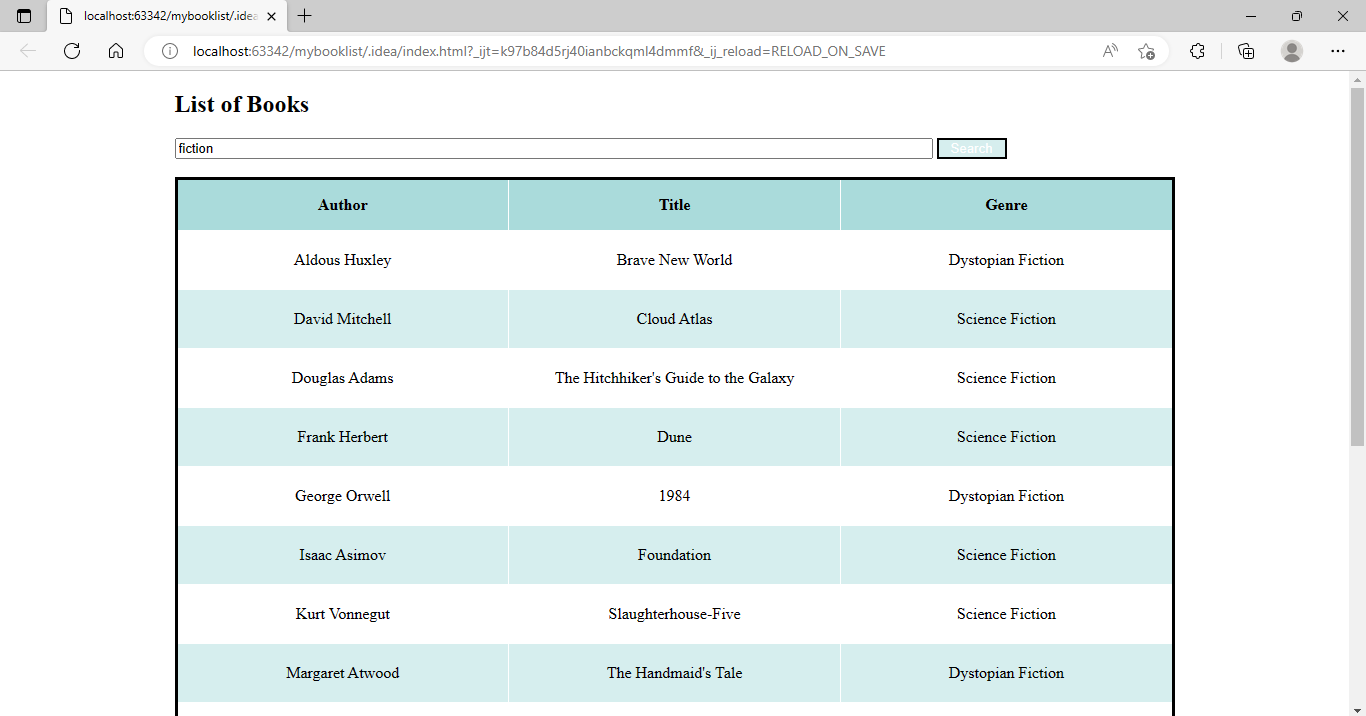 localhost:63342/mybooklist/.idea
localhost:63342/mybooklist/.idea/index.html?_ijt=k97b84d5rj40ianbckqml4dmmf&_ij_reload=RELOAD_ON_SAVE
List of Books
fiction Search
Author Title Genre
Aldous Huxley Brave New World Dystopian Fiction
David Mitchell Cloud Atlas Science Fiction
Douglas Adams The Hitchhiker's Guide to the Galaxy Science Fiction
Frank Herbert Dune Science Fiction
George Orwell 1984 Dystopian Fiction
Isaac Asimov Foundation Science Fiction
Kurt Vonnegut Slaughterhouse-Five Science Fiction
Margaret Atwood The Handmaid's Tale Dystopian Fiction